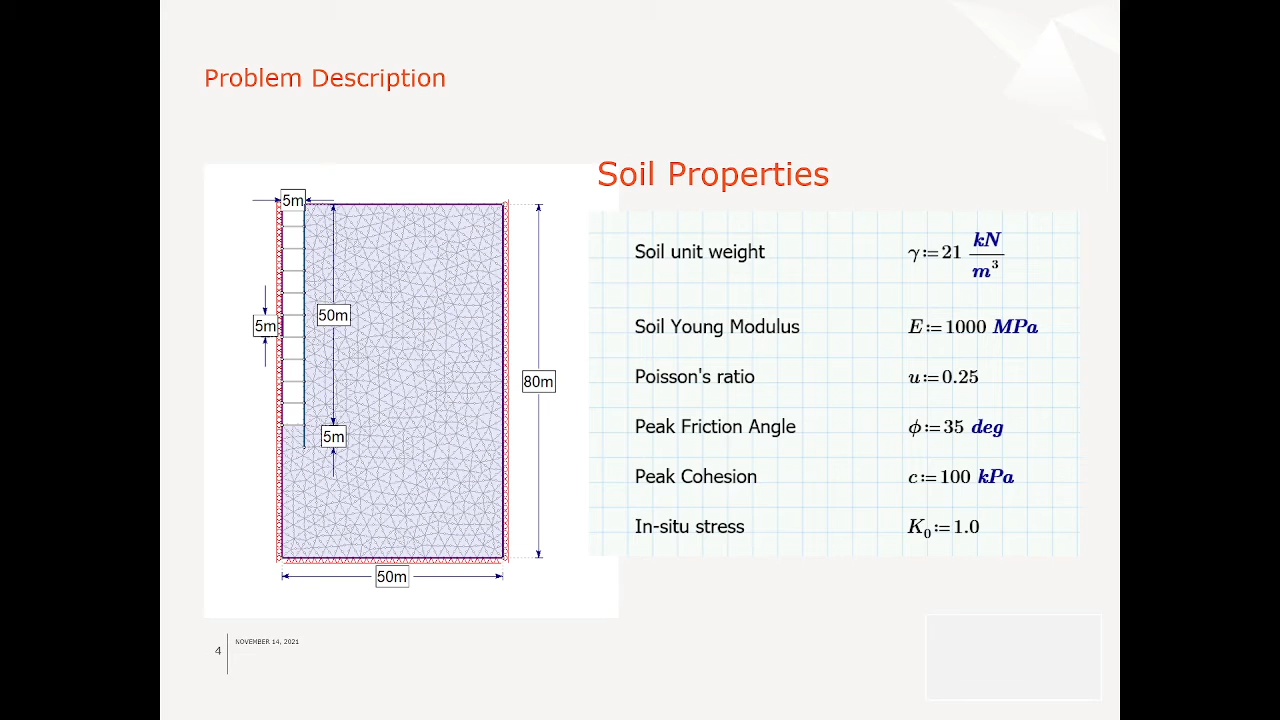 Problem Description
Soil Properties
5m
50m
5m
80m
5m
50m
Soil unit weight γ:=21 kN/m³
Soil Young Modulus E:=1000 MPa
Poisson's ratio u:=0.25
Peak Friction Angle ϕ:=35 deg
Peak Cohesion c:=100 kPa
In-situ stress K₀:=1.0
4
NOVEMBER 14, 2021